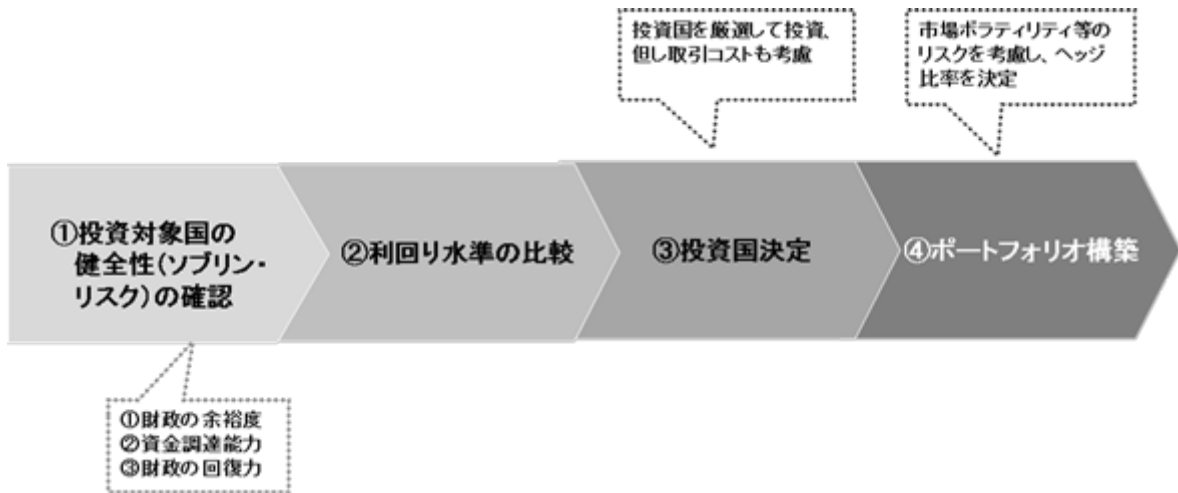 投資国を厳選して投資、
但し取引コストも考慮
市場ボラティリティ等の
リスクを考慮し、ヘッジ
比率を決定
①投資対象国の
健全性(ソブリン・
リスク)の確認
②利回り水準の比較
③投資国決定
④ポートフォリオ構築
①財政の余裕度
②資金調達能力
③財政の回復力